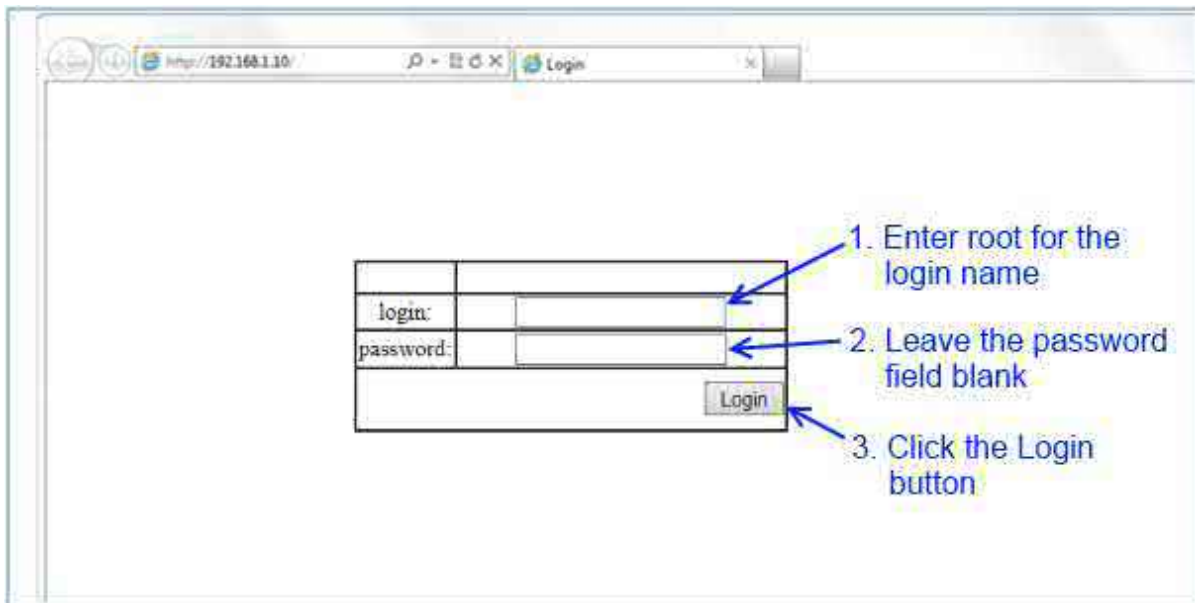 http://192.168.1.10/
Login
1. Enter root for the
login name
login:
password:
2. Leave the password
field blank
Login
3. Click the Login
button